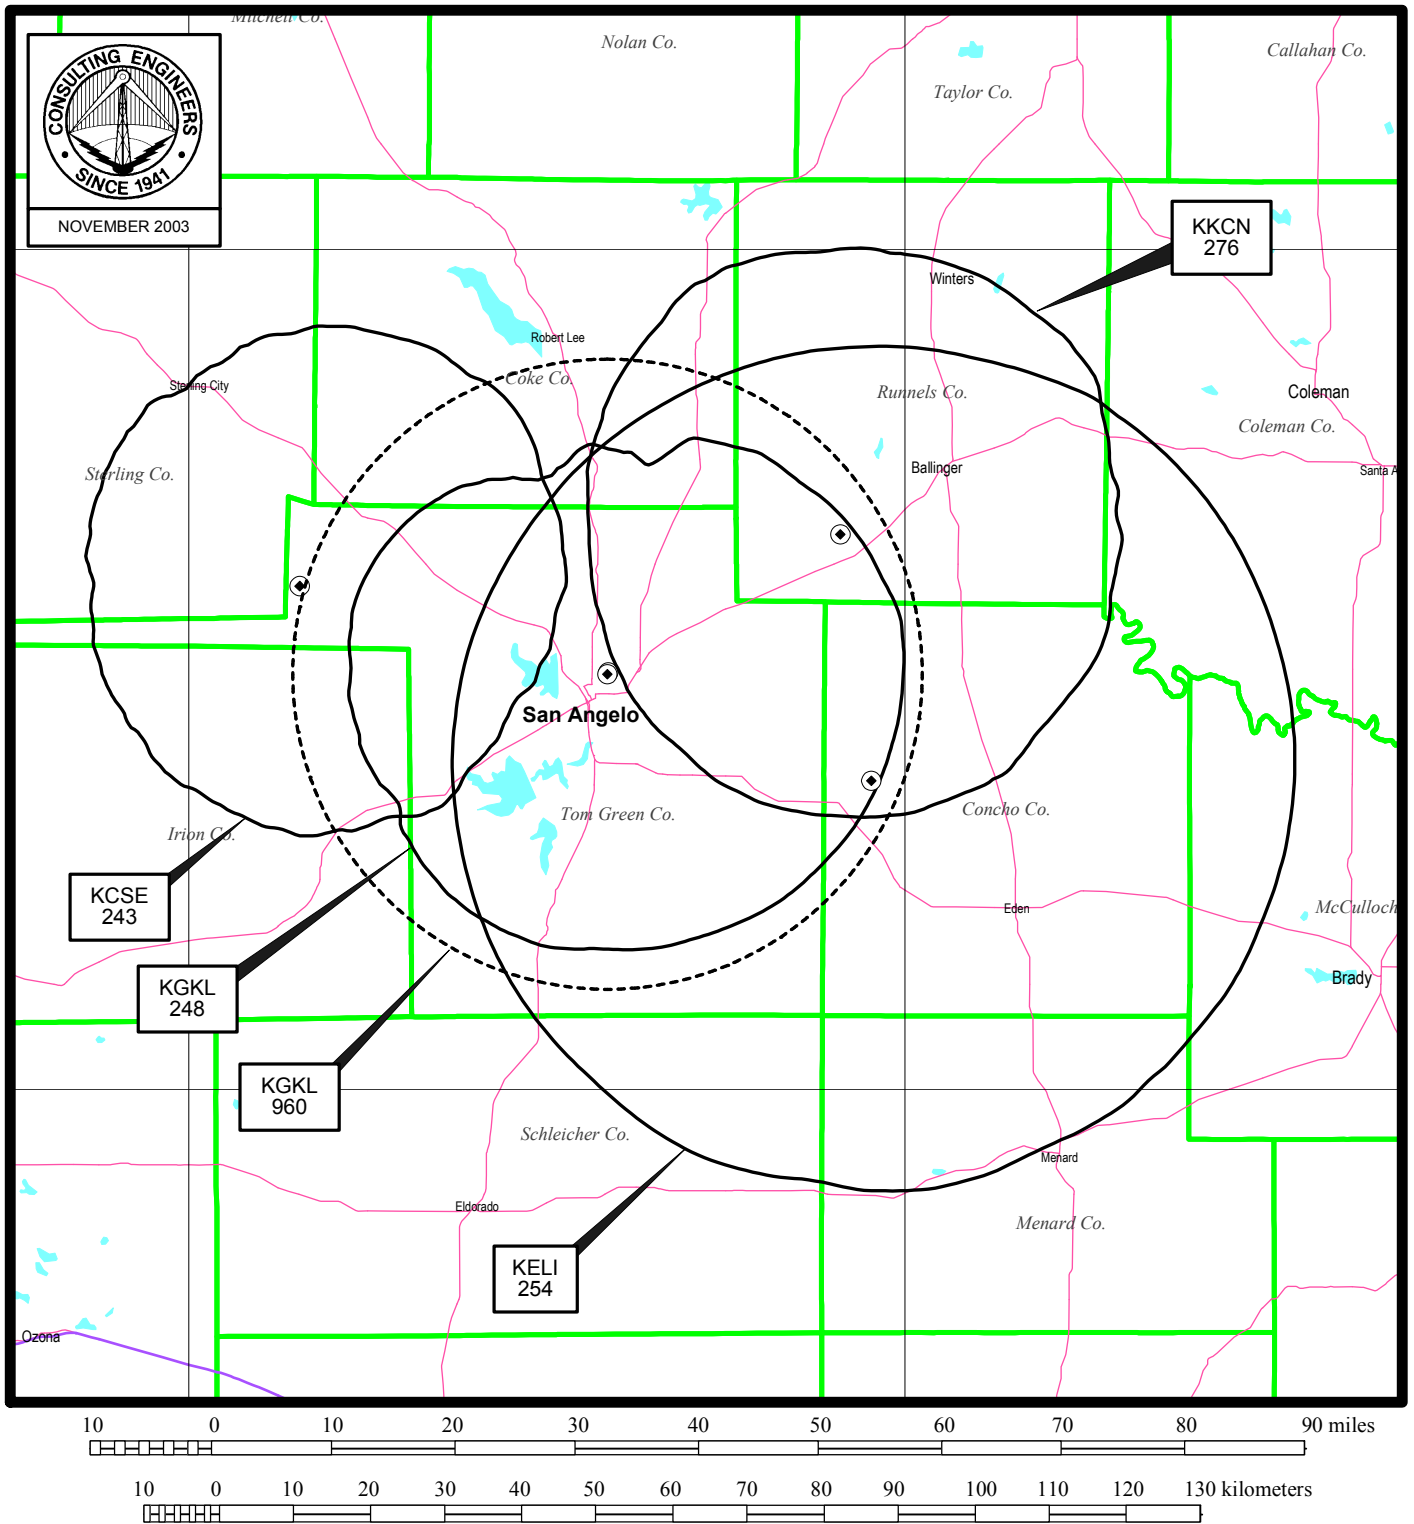 Mitchell Co.
Nolan Co.
Callahan Co.
Taylor Co.
CONSULTING ENGINEERS
SINCE 1941
NOVEMBER 2003
KKCN
276
Winters
Robert Lee
Coke Co.
Sterling City
Runnels Co.
Coleman
Coleman Co.
Sterling Co.
Ballinger
Santa A
San Angelo
Tom Green Co.
Concho Co.
Irion Co.
KCSE
243
Eden
McCulloch
Brady
KGKL
248
KGKL
960
Schleicher Co.
Menard
Eldorado
Menard Co.
KELI
254
Ozona
10 0 10 20 30 40 50 60 70 80 90 miles
10 0 10 20 30 40 50 60 70 80 90 100 110 120 130 kilometers